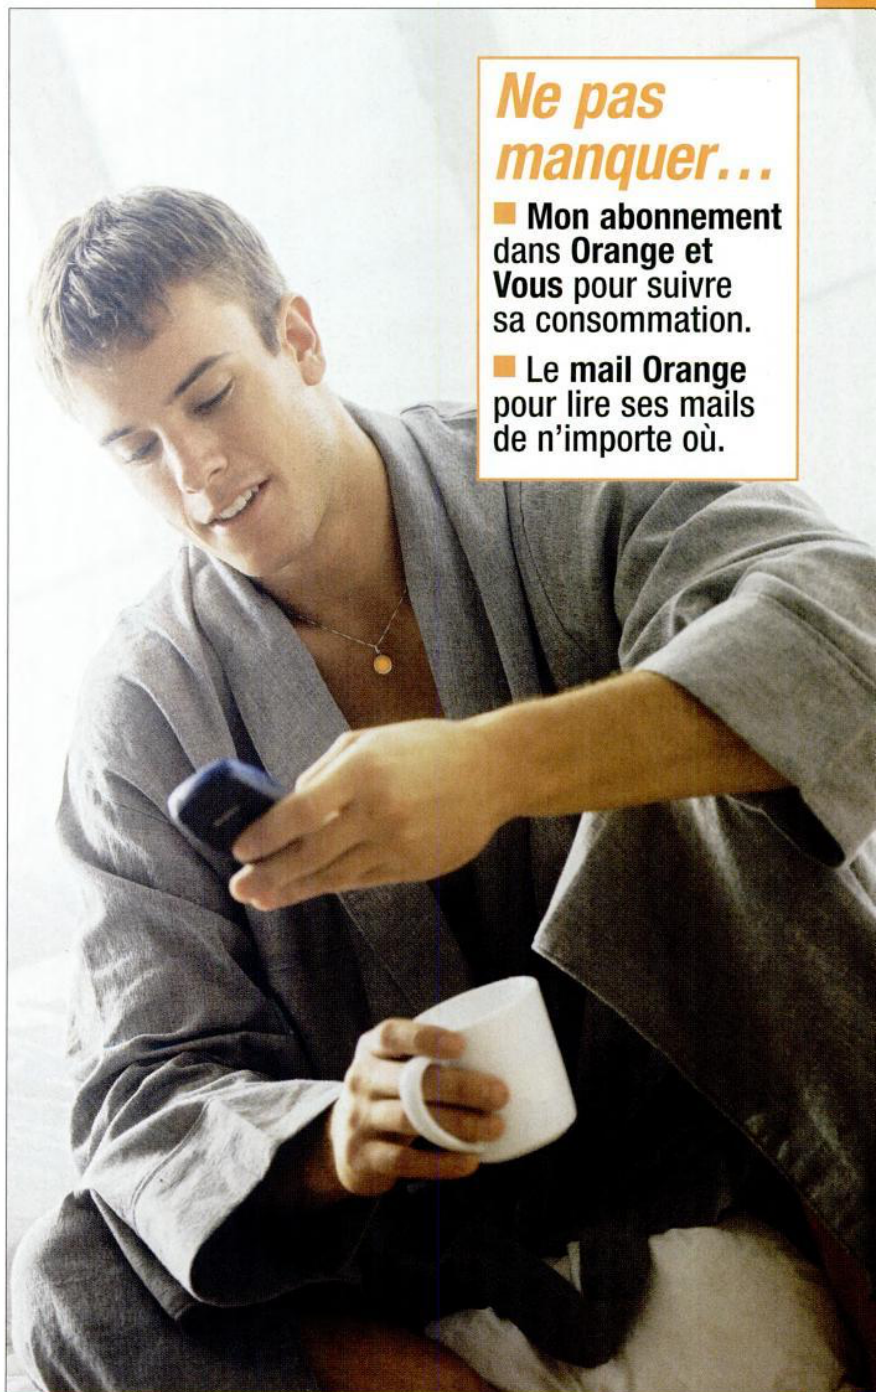 Ne pas
manquer...
■ Mon abonnement
dans Orange et
Vous pour suivre
sa consommation.
■ Le mail Orange
pour lire ses mails
de n'importe où.